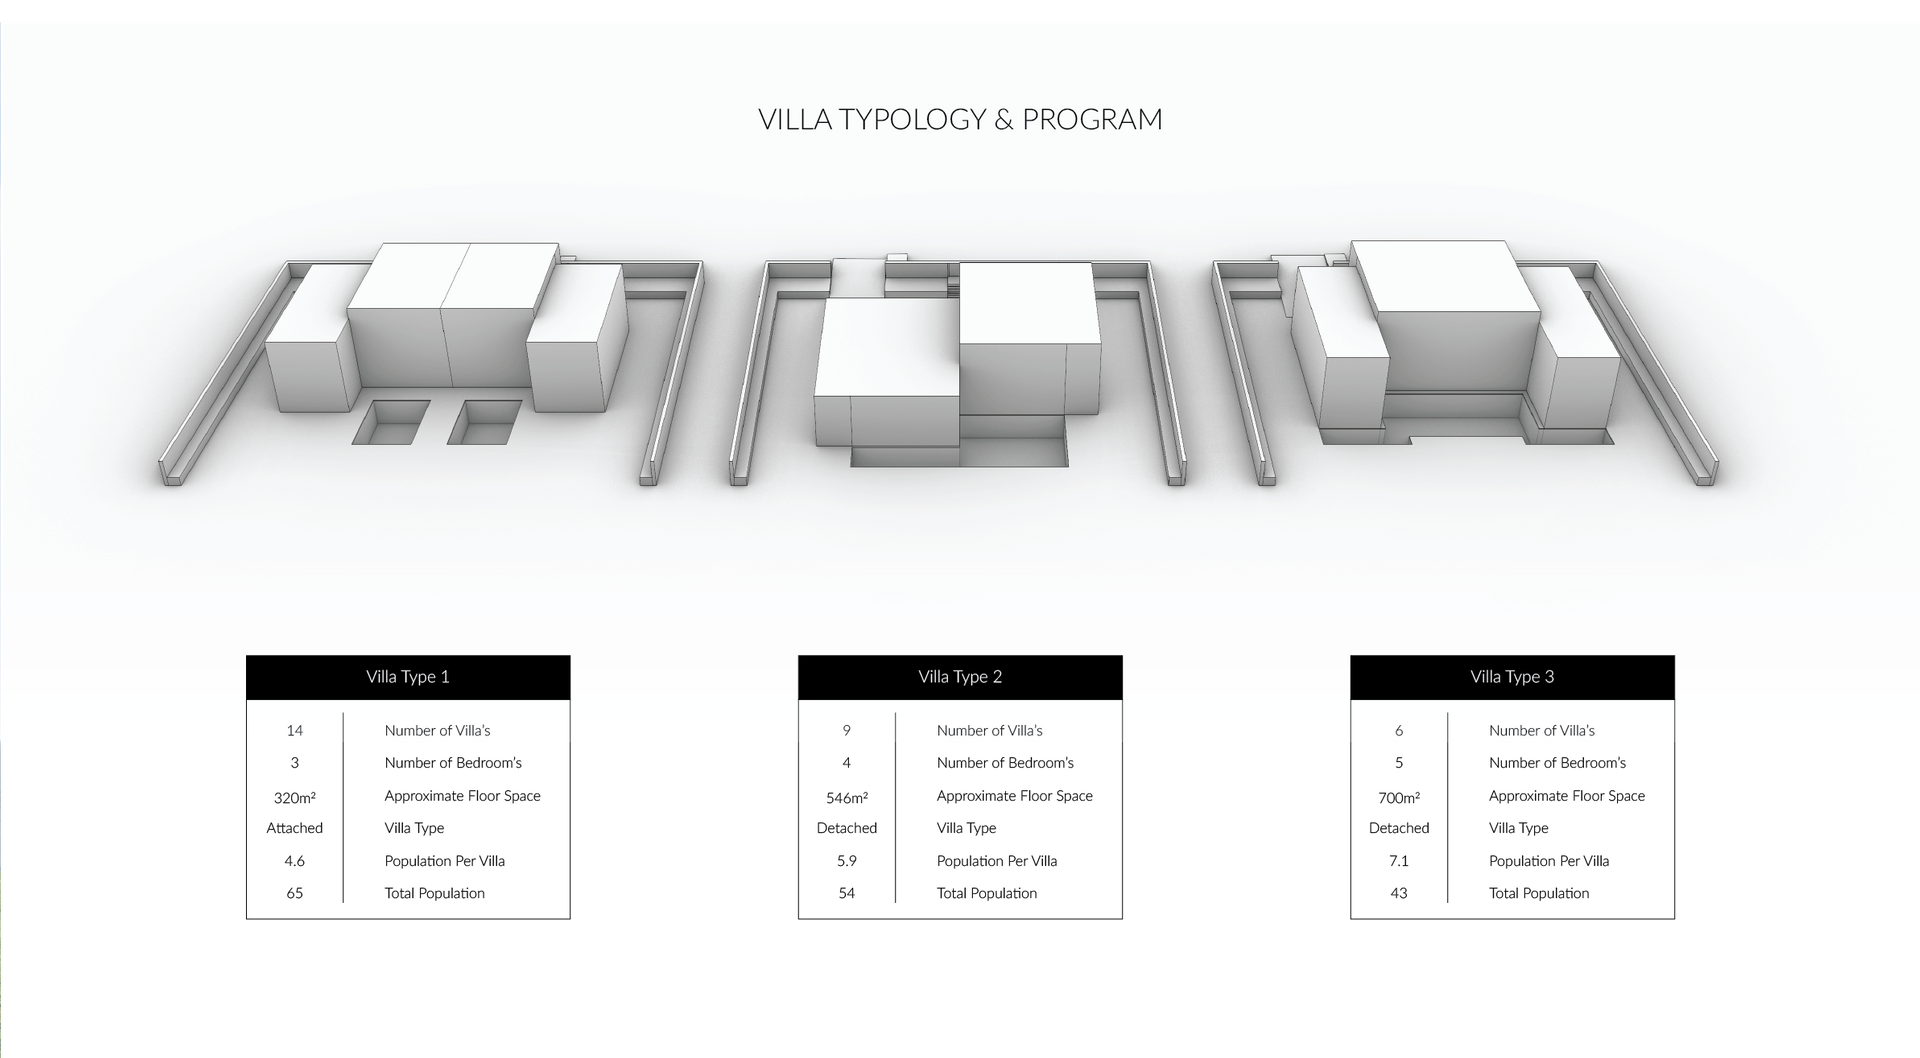 VILLA TYPOLOGY & PROGRAM
Villa Type 1
14 Number of Villa's
3 Number of Bedroom's
320m² Approximate Floor Space
Attached Villa Type
4.6 Population Per Villa
65 Total Population
Villa Type 2
9 Number of Villa's
4 Number of Bedroom's
546m² Approximate Floor Space
Detached Villa Type
5.9 Population Per Villa
54 Total Population
Villa Type 3
6 Number of Villa's
5 Number of Bedroom's
700m² Approximate Floor Space
Detached Villa Type
7.1 Population Per Villa
43 Total Population